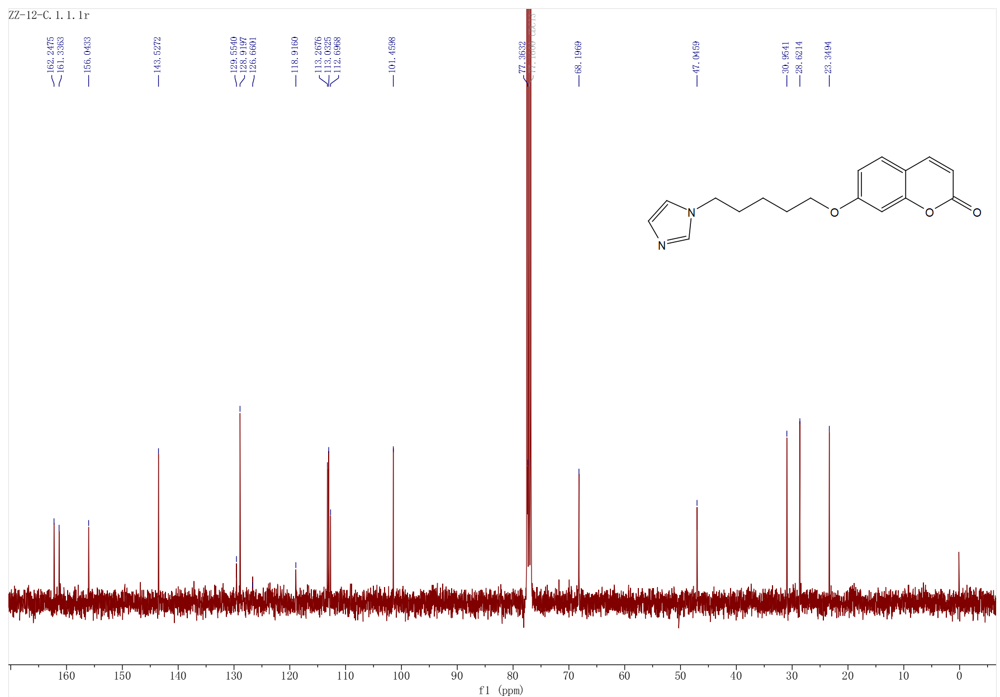 ZZ-12-C.1.1.1r
162.2475
161.3363
156.0433
143.5272
129.5540
128.9197
126.6601
118.9160
113.2676
113.0325
112.6968
101.4598
77.3632
77.1600 CDCl3
68.1969
47.0459
30.9541
28.6214
23.3494
O
O
O
N
N
160 150 140 130 120 110 100 90 80 70 60 50 40 30 20 10 0
f1 (ppm)